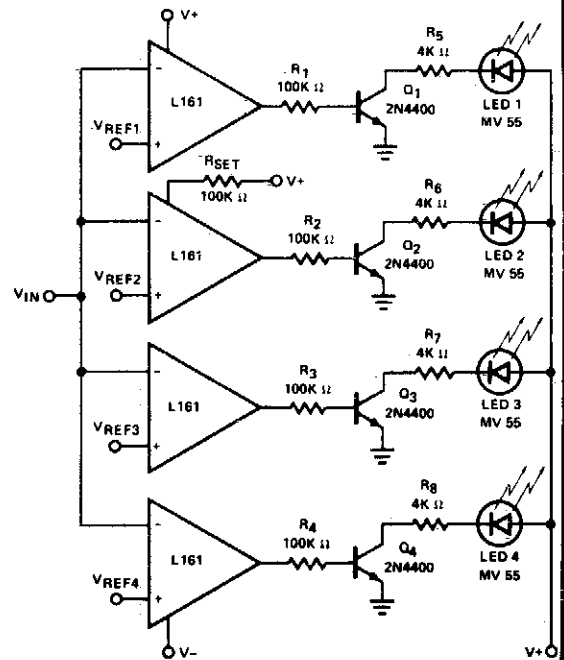 V+
R5
4K Ω
R1
100K Ω
L161
Q1
2N4400
LED 1
MV 55
VREF1
RSET
100K Ω
V+
R6
4K Ω
R2
100K Ω
L161
Q2
2N4400
LED 2
MV 55
VREF2
VIN
R7
4K Ω
R3
100K Ω
L161
Q3
2N4400
LED 3
MV 55
VREF3
R8
4K Ω
R4
100K Ω
L161
Q4
2N4400
LED 4
MV 55
VREF4
V-
V+